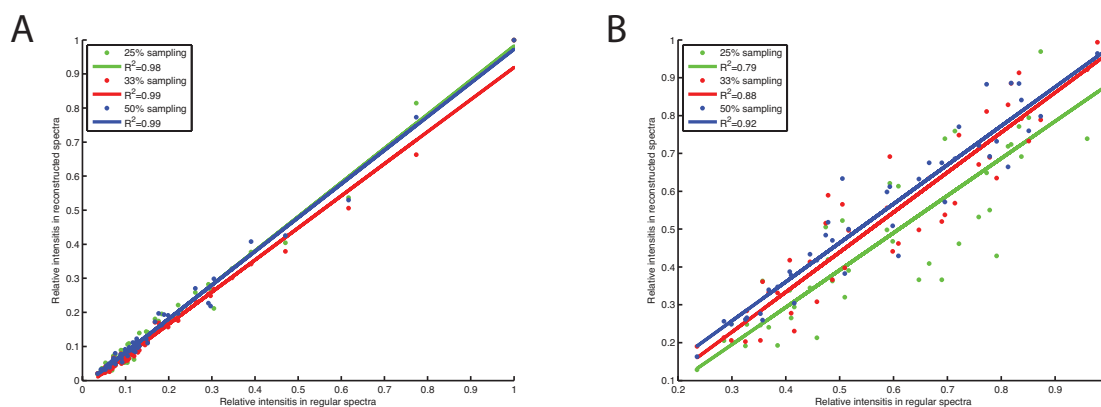 A
1
0.9
0.8
0.7
0.6
0.5
0.4
0.3
0.2
0.1
0
Relative intensitis in reconstructed spectra
25% sampling
R²=0.98
33% sampling
R²=0.99
50% sampling
R²=0.99
0 0.1 0.2 0.3 0.4 0.5 0.6 0.7 0.8 0.9 1
Relative intensitis in regular spectra
B
1
0.9
0.8
0.7
0.6
0.5
0.4
0.3
0.2
0.1
Relative intensitis in reconstructed spectra
25% sampling
R²=0.79
33% sampling
R²=0.88
50% sampling
R²=0.92
0.2 0.3 0.4 0.5 0.6 0.7 0.8 0.9
Relative intensitis in regular spectra